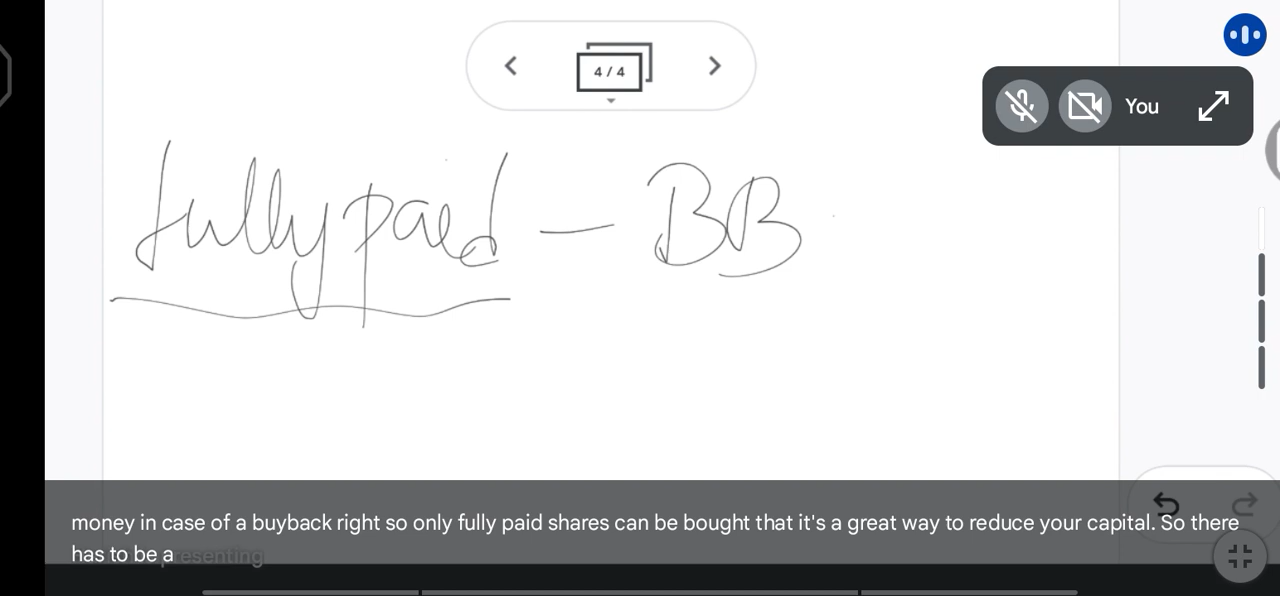 4 / 4
You
fully paid — BB
money in case of a buyback right so only fully paid shares can be bought that it's a great way to reduce your capital. So there
has to be a presenting